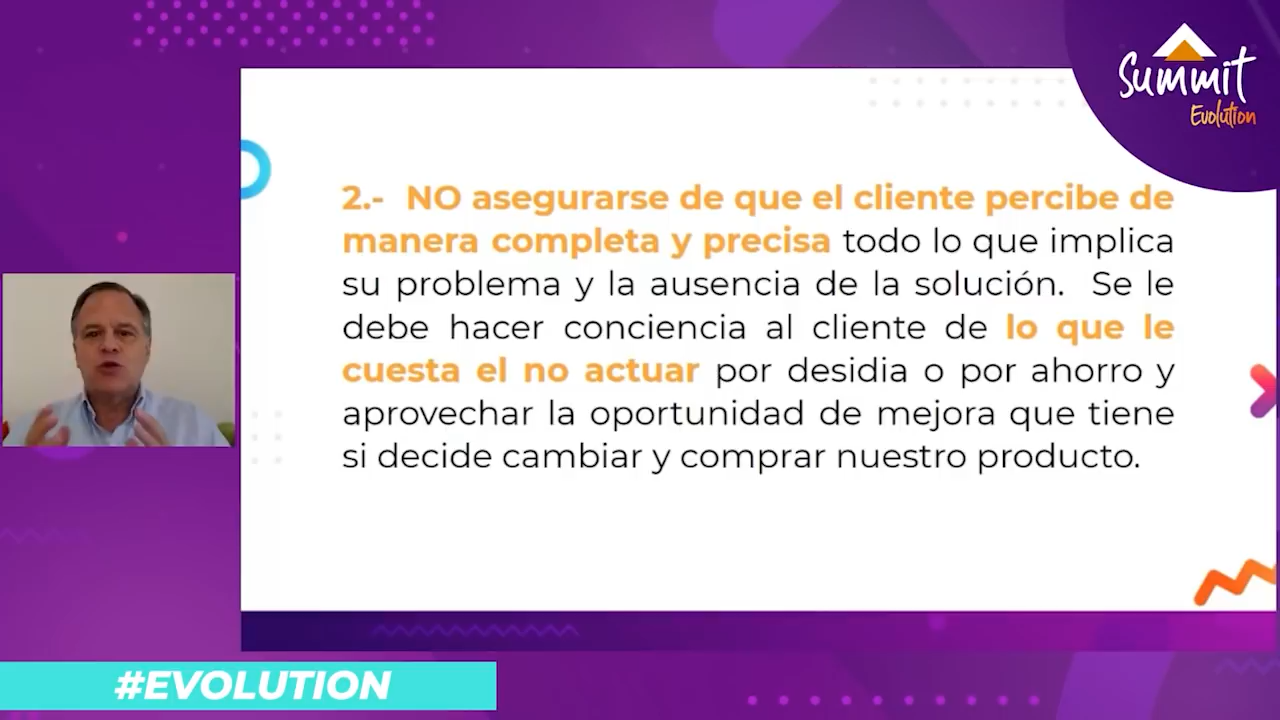 Summit
Evolution
2.- NO asegurarse de que el cliente percibe de
manera completa y precisa todo lo que implica
su problema y la ausencia de la solución. Se le
debe hacer conciencia al cliente de lo que le
cuesta el no actuar por desidia o por ahorro y
aprovechar la oportunidad de mejora que tiene
si decide cambiar y comprar nuestro producto.
#EVOLUTION